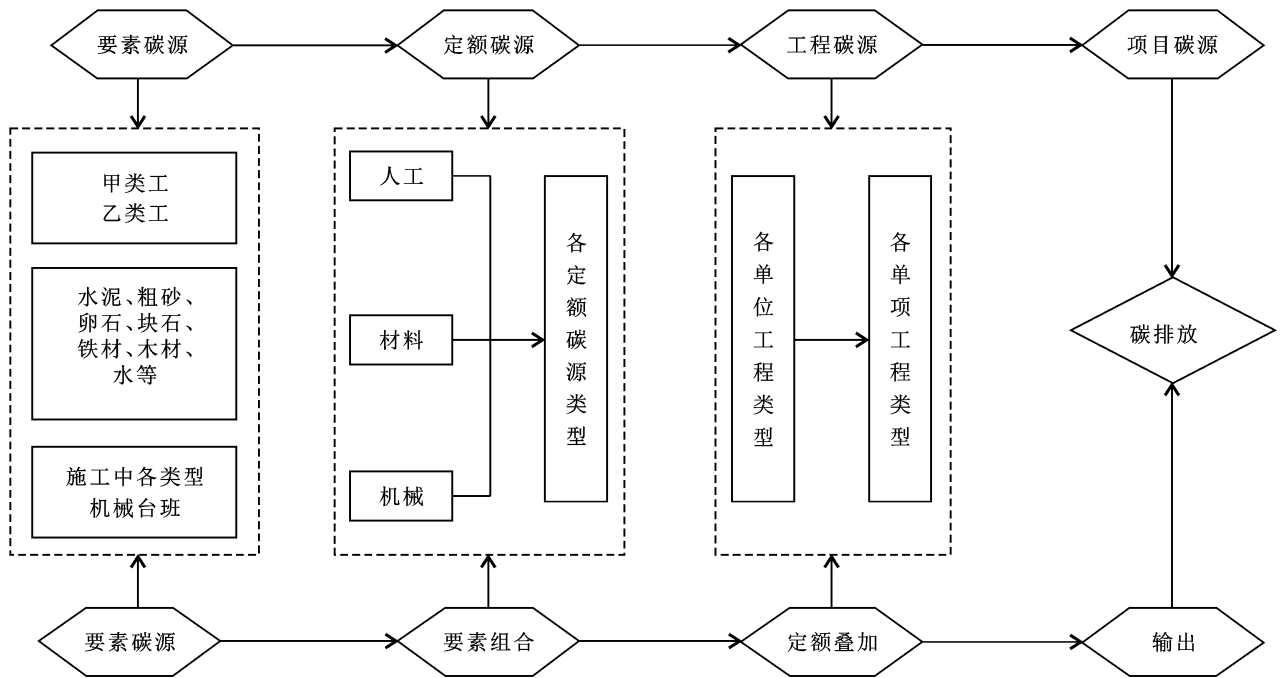 要素碳源
定额碳源
工程碳源
项目碳源
甲类工
乙类工
水泥、粗砂、
卵石、块石、
铁材、木材、
水等
施工中各类型
机械台班
人工
材料
机械
各定额碳源类型
各单位工程类型
各单项工程类型
碳排放
要素碳源
要素组合
定额叠加
输出